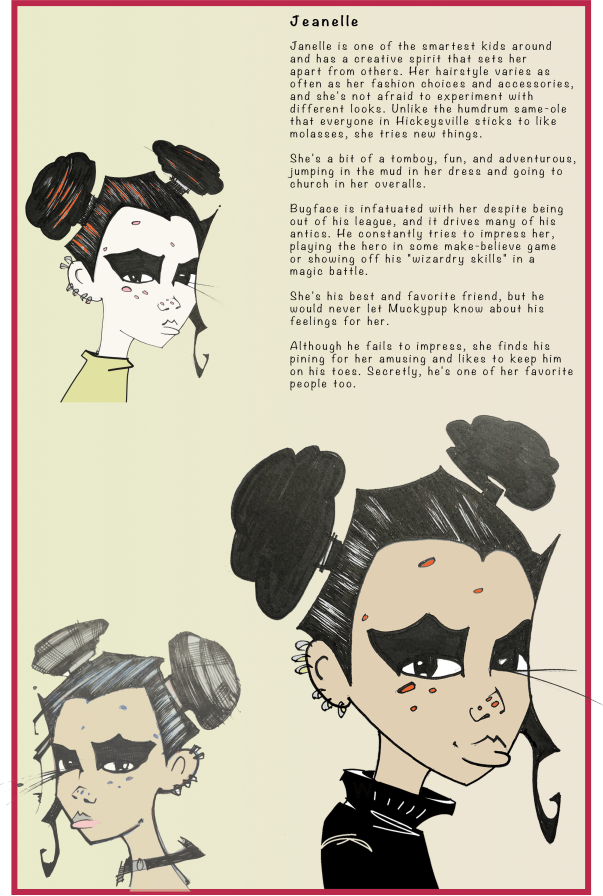 Jeanelle
Janelle is one of the smartest kids around
and has a creative spirit that sets her
apart from others. Her hairstyle varies as
often as her fashion choices and accessories,
and she's not afraid to experiment with
different looks. Unlike the humdrum same-ole
that everyone in Hickeysville sticks to like
molasses, she tries new things.
She's a bit of a tomboy, fun, and adventurous,
jumping in the mud in her dress and going to
church in her overalls.
Bugface is infatuated with her despite being
out of his league, and it drives many of his
antics. He constantly tries to impress her,
playing the hero in some make-believe game
or showing off his "wizardry skills" in a
magic battle.
She's his best and favorite friend, but he
would never let Muckypup know about his
feelings for her.
Although he fails to impress, she finds his
pining for her amusing and likes to keep him
on his toes. Secretly, he's one of her favorite
people too.